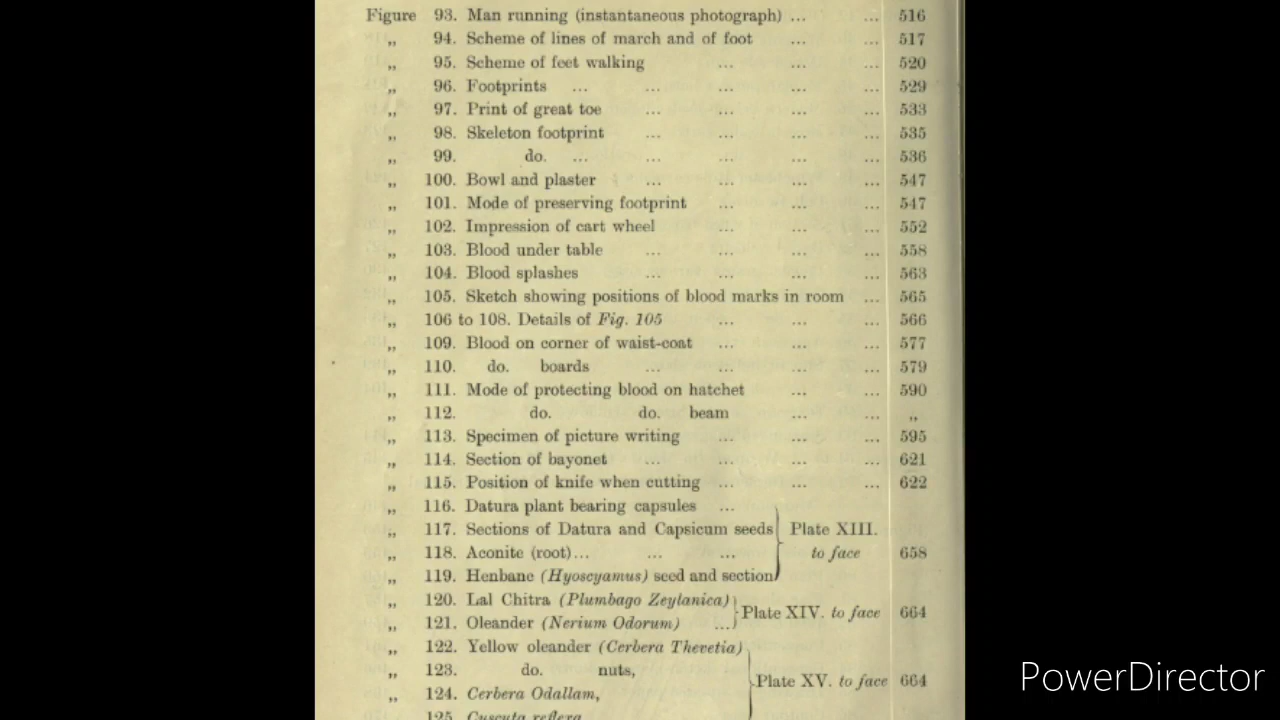 Figure 93. Man running (instantaneous photograph) ... ... 516
„ 94. Scheme of lines of march and of foot ... ... 517
„ 95. Scheme of feet walking ... ... ... 520
„ 96. Footprints ... ... ... ... ... 529
„ 97. Print of great toe ... ... ... ... 533
„ 98. Skeleton footprint ... ... ... ... 535
„ 99. do. ... ... ... ... ... 536
„ 100. Bowl and plaster ... ... ... ... 547
„ 101. Mode of preserving footprint ... ... ... 547
„ 102. Impression of cart wheel ... ... ... 552
„ 103. Blood under table ... ... ... ... 558
„ 104. Blood splashes ... ... ... ... 563
„ 105. Sketch showing positions of blood marks in room ... 565
„ 106 to 108. Details of Fig. 105 ... ... ... 566
„ 109. Blood on corner of waist-coat ... ... ... 577
„ 110. do. boards ... ... ... ... 579
„ 111. Mode of protecting blood on hatchet ... ... 590
„ 112. do. do. beam ... ... „
„ 113. Specimen of picture writing ... ... ... 595
„ 114. Section of bayonet ... ... ... ... 621
„ 115. Position of knife when cutting ... ... ... 622
„ 116. Datura plant bearing capsules ...
„ 117. Sections of Datura and Capsicum seeds Plate XIII.
„ 118. Aconite (root)... ... ... to face 658
„ 119. Henbane (Hyoscyamus) seed and section
„ 120. Lal Chitra (Plumbago Zeylanica)
Plate XIV. to face 664
„ 121. Oleander (Nerium Odorum) ...
„ 122. Yellow oleander (Cerbera Thevetia)
„ 123. do. nuts,
Plate XV. to face 664
„ 124. Cerbera Odallam,
„ 125. Cuscuta reflera
PowerDirector